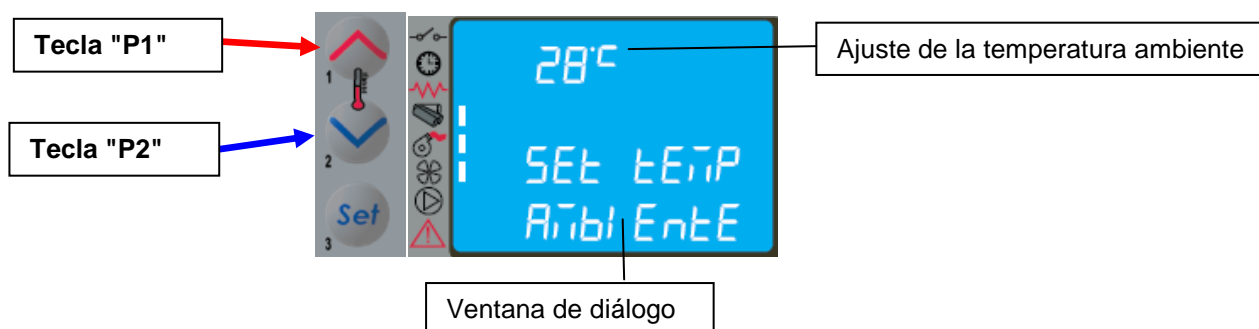 Tecla "P1"
1
28°C
Ajuste de la temperatura ambiente
Tecla "P2"
2
SEt tEmP
AmbIEntE
Set
3
Ventana de diálogo